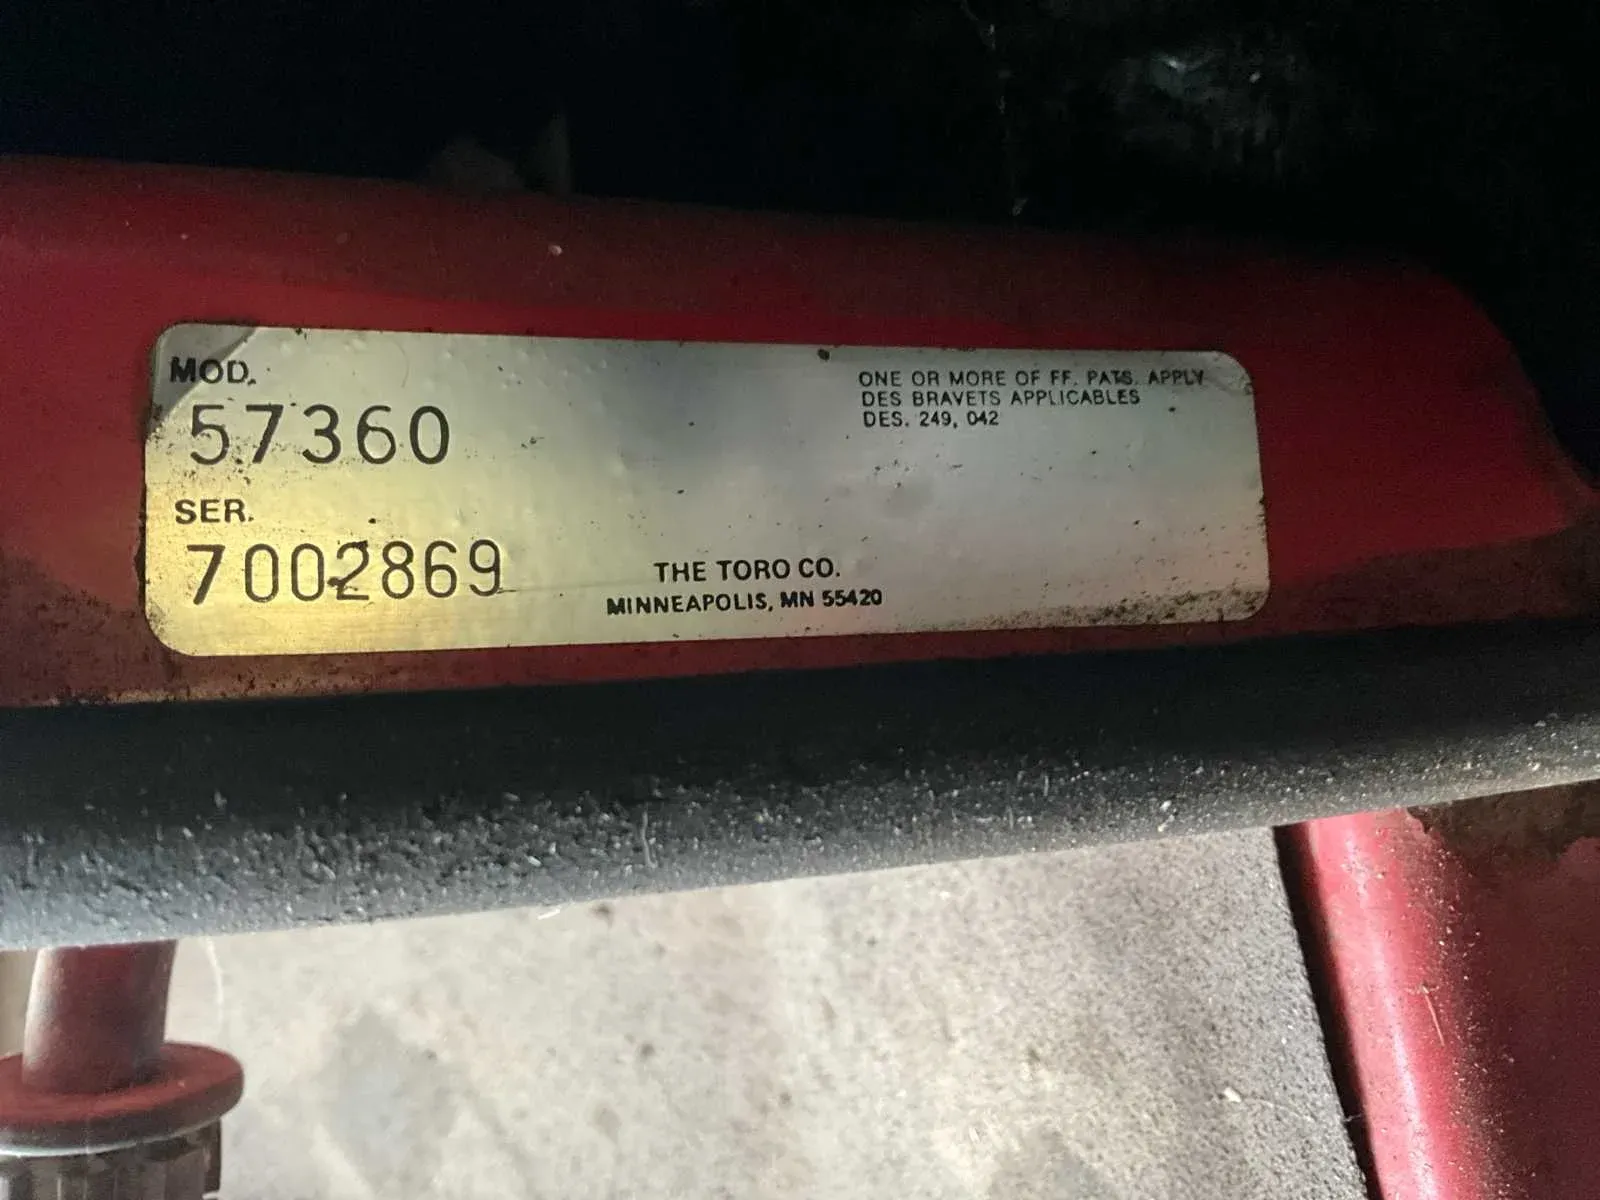 MOD.
57360
SER.
7002869
ONE OR MORE OF FF. PATS. APPLY
DES BRAVETS APPLICABLES
DES. 249, 042
THE TORO CO.
MINNEAPOLIS, MN 55420